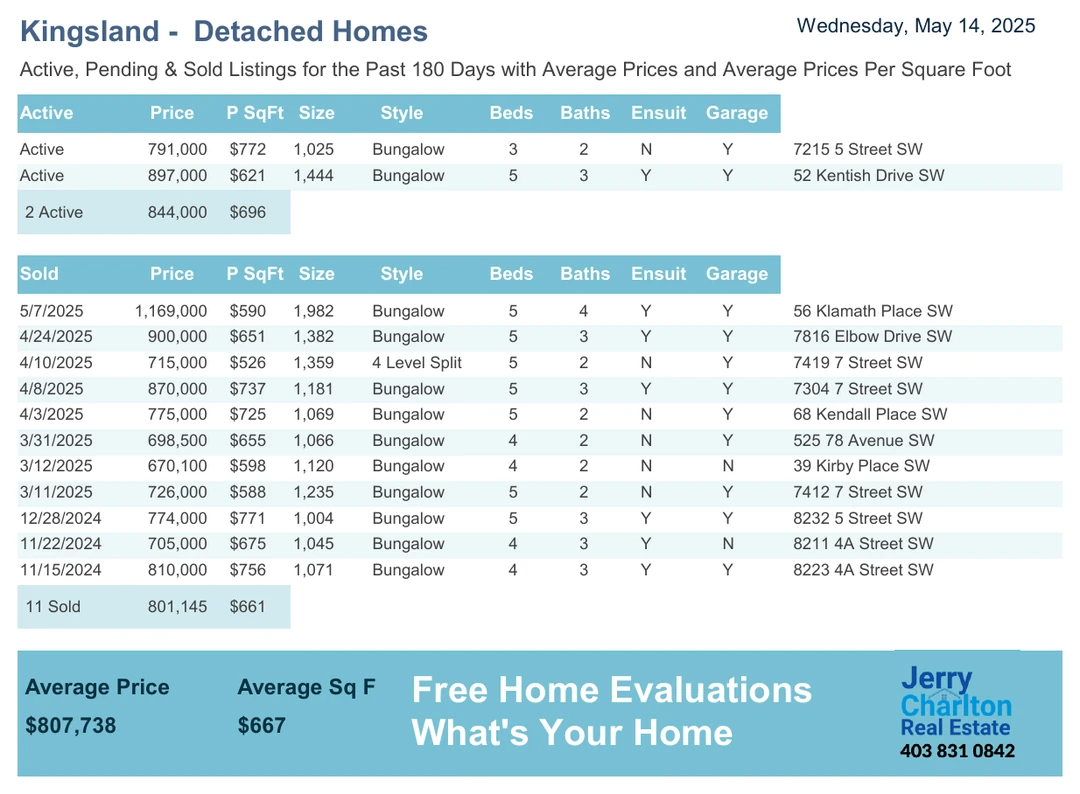 Kingsland - Detached Homes
Wednesday, May 14, 2025
Active, Pending & Sold Listings for the Past 180 Days with Average Prices and Average Prices Per Square Foot
Active Price P SqFt Size Style Beds Baths Ensuit Garage
Active 791,000 $772 1,025 Bungalow 3 2 N Y 7215 5 Street SW
Active 897,000 $621 1,444 Bungalow 5 3 Y Y 52 Kentish Drive SW
2 Active 844,000 $696
Sold Price P SqFt Size Style Beds Baths Ensuit Garage
5/7/2025 1,169,000 $590 1,982 Bungalow 5 4 Y Y 56 Klamath Place SW
4/24/2025 900,000 $651 1,382 Bungalow 5 3 Y Y 7816 Elbow Drive SW
4/10/2025 715,000 $526 1,359 4 Level Split 5 2 N Y 7419 7 Street SW
4/8/2025 870,000 $737 1,181 Bungalow 5 3 Y Y 7304 7 Street SW
4/3/2025 775,000 $725 1,069 Bungalow 5 2 N Y 68 Kendall Place SW
3/31/2025 698,500 $655 1,066 Bungalow 4 2 N Y 525 78 Avenue SW
3/12/2025 670,100 $598 1,120 Bungalow 4 2 N N 39 Kirby Place SW
3/11/2025 726,000 $588 1,235 Bungalow 5 2 N Y 7412 7 Street SW
12/28/2024 774,000 $771 1,004 Bungalow 5 3 Y Y 8232 5 Street SW
11/22/2024 705,000 $675 1,045 Bungalow 4 3 Y N 8211 4A Street SW
11/15/2024 810,000 $756 1,071 Bungalow 4 3 Y Y 8223 4A Street SW
11 Sold 801,145 $661
Average Price Average Sq F
$807,738 $667
Free Home Evaluations
What's Your Home
Jerry
Charlton
Real Estate
403 831 0842